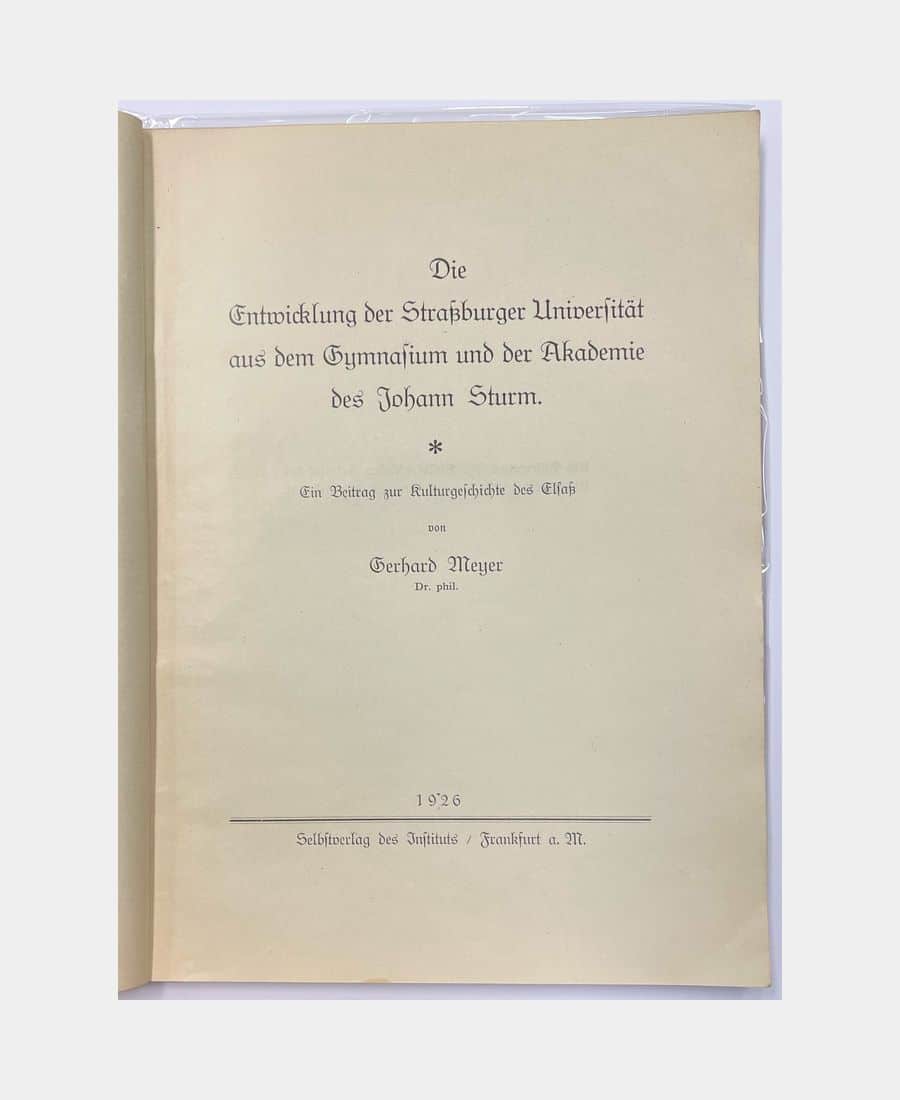 Die
Entwicklung der Straßburger Universität
aus dem Gymnasium und der Akademie
des Johann Sturm.
*
Ein Beitrag zur Kulturgeschichte des Elsaß
von
Gerhard Meyer
Dr. phil.
1926
Selbstverlag des Instituts / Frankfurt a. M.